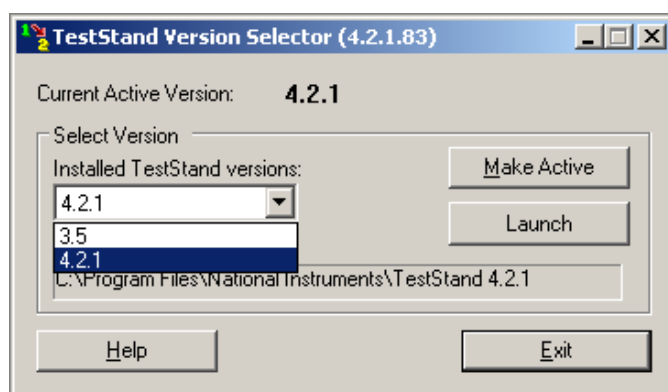 TestStand Version Selector (4.2.1.83)
Current Active Version: 4.2.1
Select Version
Installed TestStand versions:
Make Active
4.2.1
Launch
3.5
4.2.1
C:\Program Files\National Instruments\TestStand 4.2.1
Help
Exit